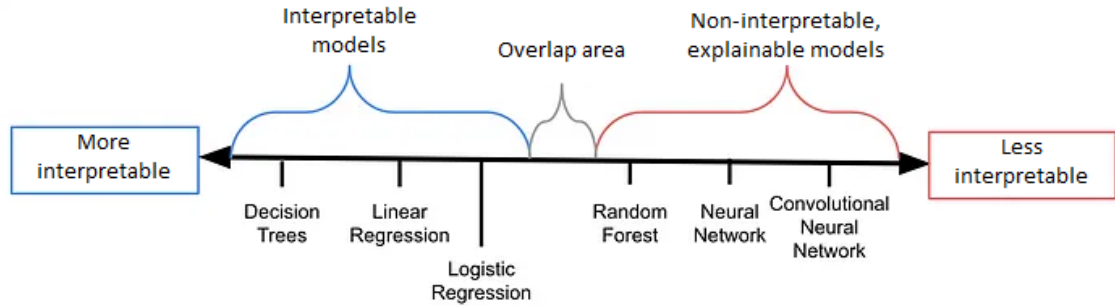 Interpretable
models
Overlap area
Non-interpretable,
explainable models
More
interpretable
Less
interpretable
Decision
Trees
Linear
Regression
Logistic
Regression
Random
Forest
Neural
Network
Convolutional
Neural
Network